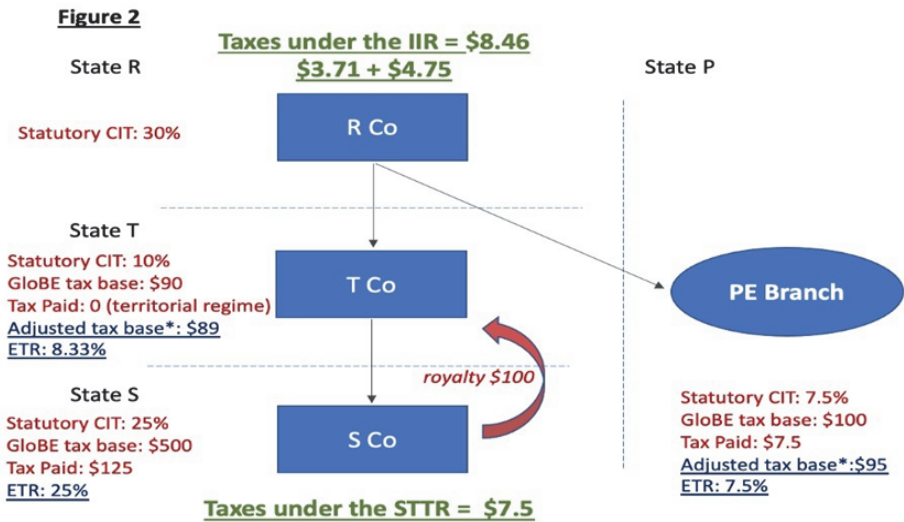 Figure 2
Taxes under the IIR = $8.46
$3.71 + $4.75
State R
State P
Statutory CIT: 30%
R Co
State T
Statutory CIT: 10%
GloBE tax base: $90
Tax Paid: 0 (territorial regime)
Adjusted tax base*: $89
ETR: 8.33%
T Co
PE Branch
royalty $100
State S
Statutory CIT: 25%
GloBE tax base: $500
Tax Paid: $125
ETR: 25%
S Co
Statutory CIT: 7.5%
GloBE tax base: $100
Tax Paid: $7.5
Adjusted tax base*:$95
ETR: 7.5%
Taxes under the STTR = $7.5